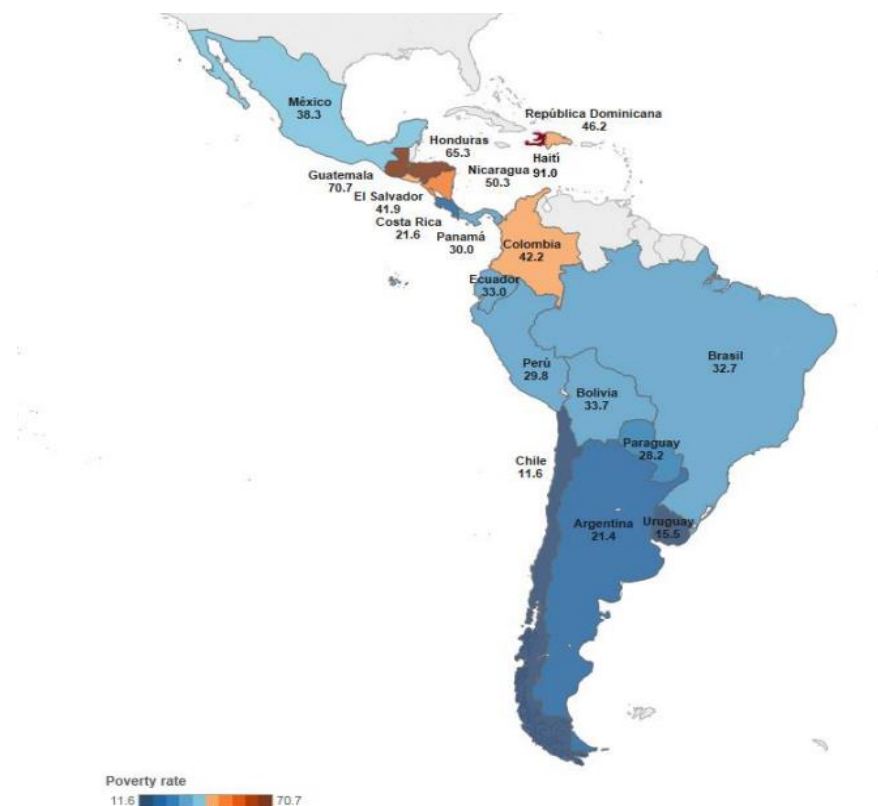 México
38.3
República Dominicana
46.2
Honduras
65.3
Haití
91.0
Guatemala
70.7
Nicaragua
50.3
El Salvador
41.9
Costa Rica
21.6
Panamá
30.0
Colombia
42.2
Ecuador
33.0
Brasil
32.7
Perú
29.8
Bolivia
33.7
Paraguay
28.2
Chile
11.6
Argentina
21.4
Uruguay
15.5
Poverty rate
11.6 70.7